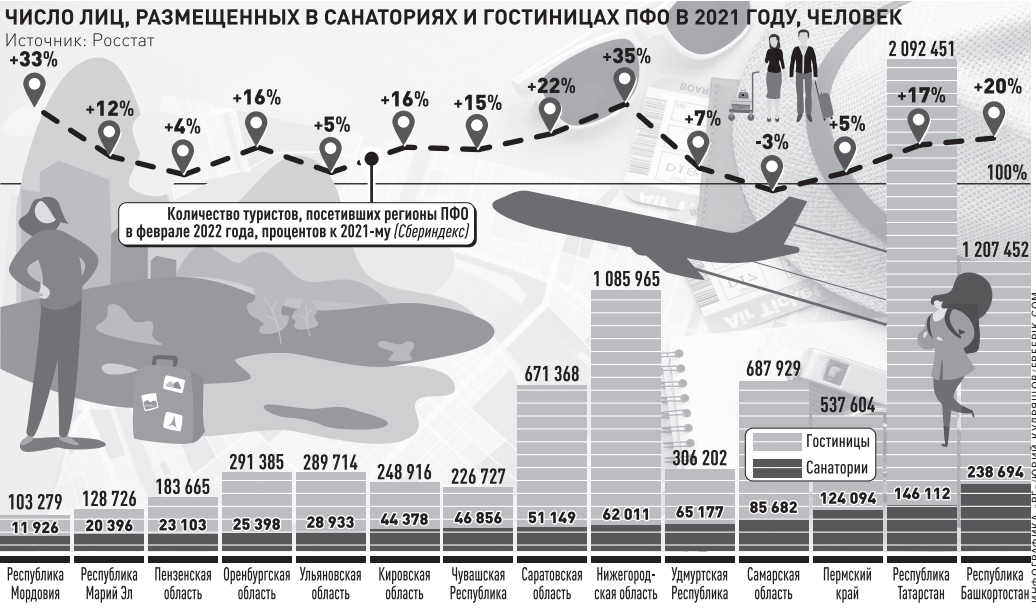 ЧИСЛО ЛИЦ, РАЗМЕЩЕННЫХ В САНАТОРИЯХ И ГОСТИНИЦАХ ПФО В 2021 ГОДУ, ЧЕЛОВЕК
Источник: Росстат
+33%
+12%
+4%
+16%
+5%
+16%
+15%
+22%
+35%
+7%
-3%
+5%
+17%
+20%
100%
Количество туристов, посетивших регионы ПФО
в феврале 2022 года, процентов к 2021-му (Сбериндекс)
Гостиницы
Санатории
103 279
128 726
183 665
291 385
289 714
248 916
226 727
671 368
1 085 965
306 202
687 929
537 604
2 092 451
1 207 452
11 926
20 396
23 103
25 398
28 933
44 378
46 856
51 149
62 011
65 177
85 682
124 094
146 112
238 694
Республика
Мордовия
Республика
Марий Эл
Пензенская
область
Оренбургская
область
Ульяновская
область
Кировская
область
Чувашская
Республика
Саратовская
область
Нижегород-
ская область
Удмуртская
Республика
Самарская
область
Пермский
край
Республика
Татарстан
Республика
Башкортостан